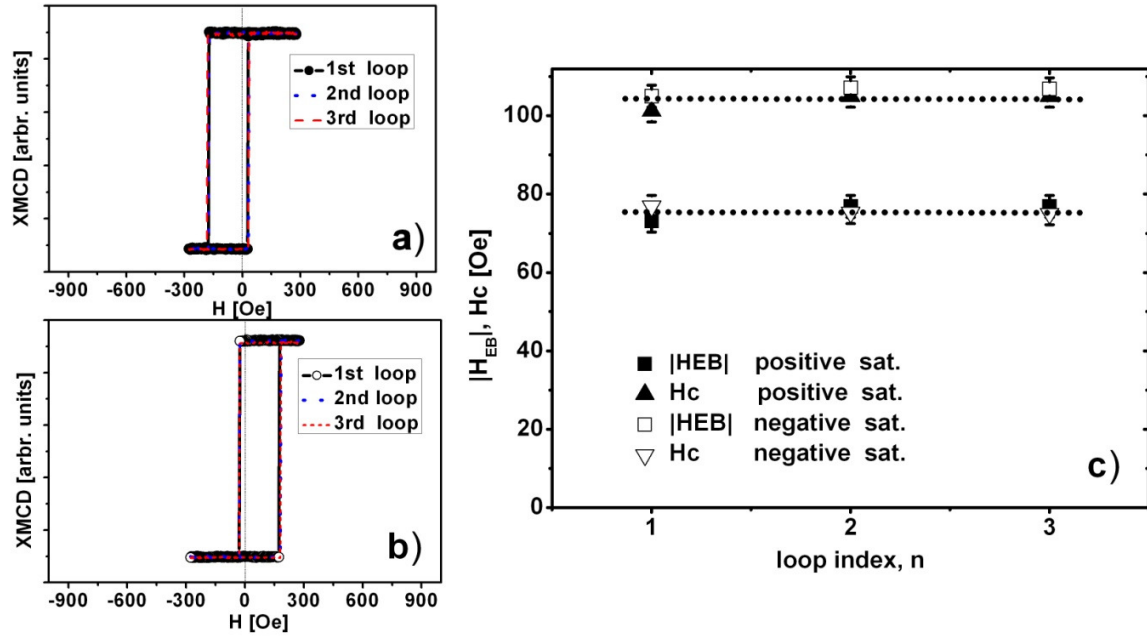 XMCD [arbr. units]
1st loop
2nd loop
3rd loop
a)
-900 -600 -300 0 300 600 900
H [Oe]
XMCD [arbr. units]
1st loop
2nd loop
3rd loop
b)
-900 -600 -300 0 300 600 900
H [Oe]
|HEB|, Hc [Oe]
100
80
60
40
20
0
|HEB| positive sat.
Hc positive sat.
|HEB| negative sat.
Hc negative sat.
c)
1 2 3
loop index, n